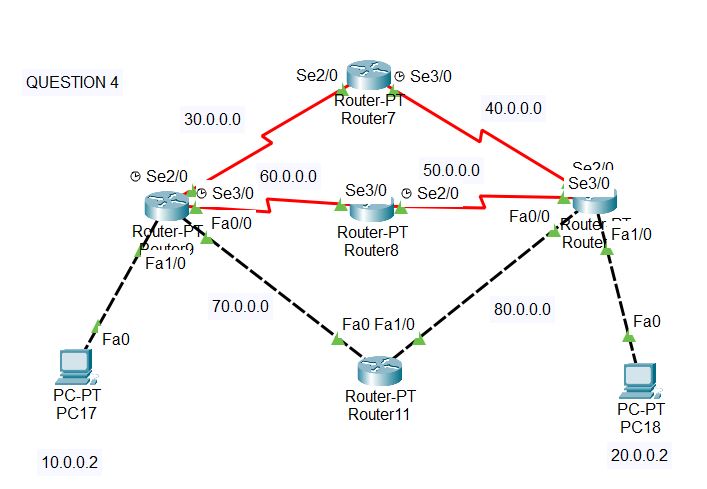 QUESTION 4
Se2/0
Se3/0
Router-PT
Router7
30.0.0.0
40.0.0.0
Se2/0
Se3/0
60.0.0.0
50.0.0.0
Se3/0
Se2/0
Router-PT
Router8
Se2/0
Se3/0
Fa0/0
Router-PT
Router9
Fa1/0
Fa0/0
Router
Fa1/0
70.0.0.0
80.0.0.0
Fa0
Fa1/0
Router-PT
Router11
Fa0
PC-PT
PC17
10.0.0.2
Fa0
PC-PT
PC18
20.0.0.2